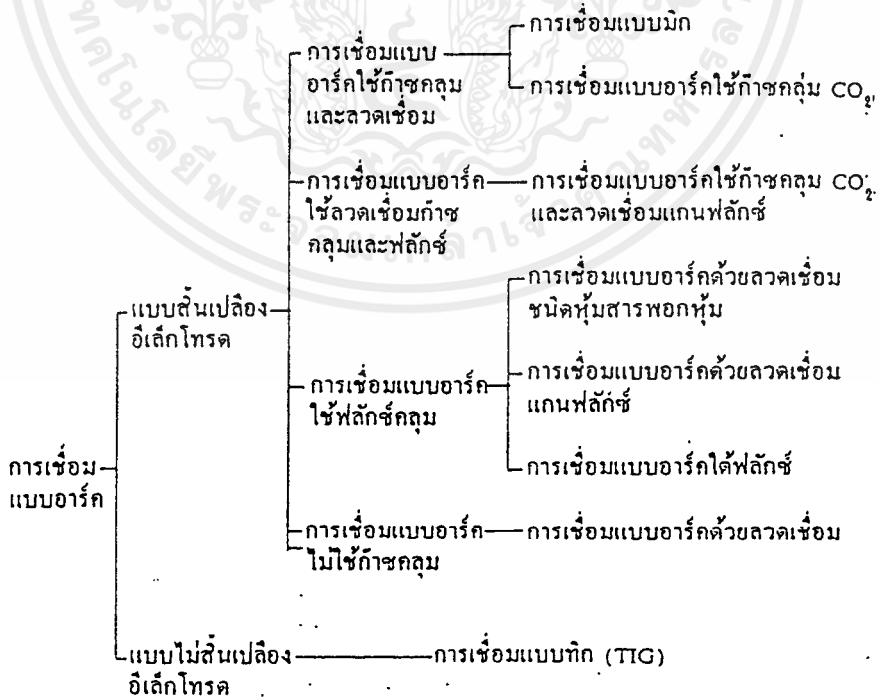 การเชื่อมแบบมิก
การเชื่อมแบบ
อาร์คใช้ก๊าซคลุม
และลวดเชื่อม
การเชื่อมแบบอาร์คใช้ก๊าซคลุ่ม CO₂
การเชื่อมแบบอาร์ค
ใช้ลวดเชื่อมก๊าซ
คลุมและฟลักซ์
การเชื่อมแบบอาร์คใช้ก๊าซคลุม CO₂
และลวดเชื่อมแกนฟลักซ์
การเชื่อมแบบอาร์คด้วยลวดเชื่อม
ชนิดหุ้มสารพอกหุ้ม
แบบสิ้นเปลือง
อีเล็กโทรด
การเชื่อมแบบอาร์ค
ใช้ฟลักซ์คลุม
การเชื่อมแบบอาร์คด้วยลวดเชื่อม
แกนฟลักซ์
การเชื่อมแบบอาร์คใต้ฟลักซ์
การเชื่อม
แบบอาร์ค
การเชื่อมแบบอาร์ค
ไม่ใช้ก๊าซคลุม
การเชื่อมแบบอาร์คด้วยลวดเชื่อม
แบบไม่สิ้นเปลือง
อีเล็กโทรด
การเชื่อมแบบทิก (TIG)